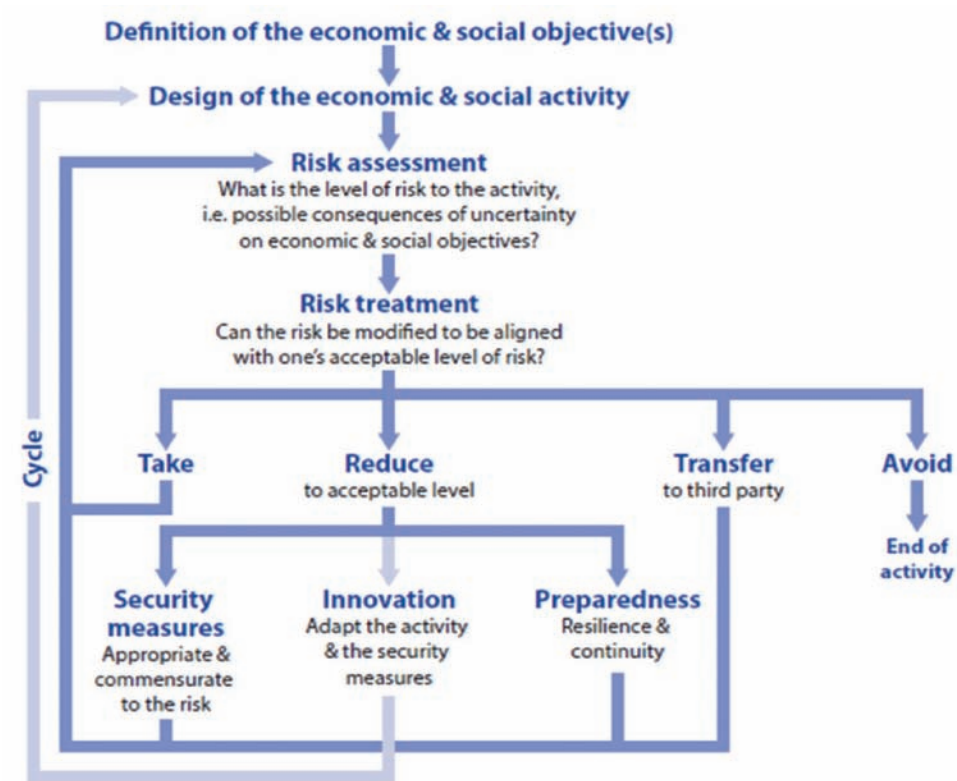 Definition of the economic & social objective(s)
Design of the economic & social activity
Risk assessment
What is the level of risk to the activity,
i.e. possible consequences of uncertainty
on economic & social objectives?
Risk treatment
Can the risk be modified to be aligned
with one's acceptable level of risk?
Cycle
Take
Reduce
to acceptable level
Transfer
to third party
Avoid
End of
activity
Security
measures
Appropriate &
commensurate
to the risk
Innovation
Adapt the activity
& the security
measures
Preparedness
Resilience &
continuity